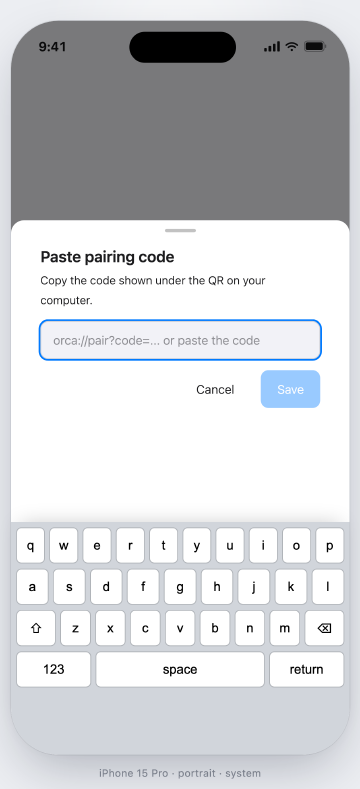 9:41
Paste pairing code
Copy the code shown under the QR on your
computer.
orca://pair?code=... or paste the code
Cancel Save
q w e r t y u i o p
a s d f g h j k l
z x c v b n m
123 space return
iPhone 15 Pro · portrait · system